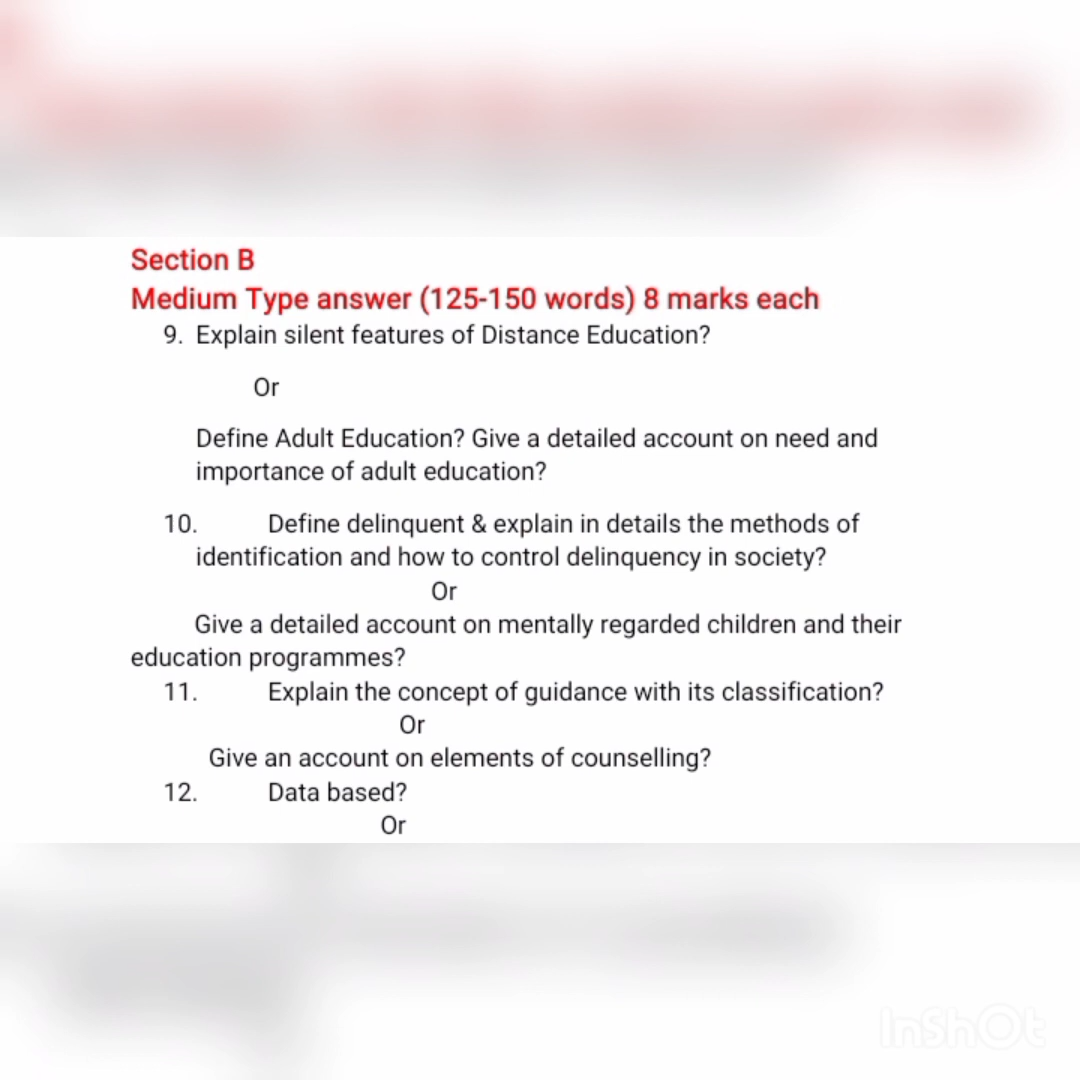 Section B
Medium Type answer (125-150 words) 8 marks each
9. Explain silent features of Distance Education?
Or
Define Adult Education? Give a detailed account on need and
importance of adult education?
10. Define delinquent & explain in details the methods of
identification and how to control delinquency in society?
Or
Give a detailed account on mentally regarded children and their
education programmes?
11. Explain the concept of guidance with its classification?
Or
Give an account on elements of counselling?
12. Data based?
Or
InShOt